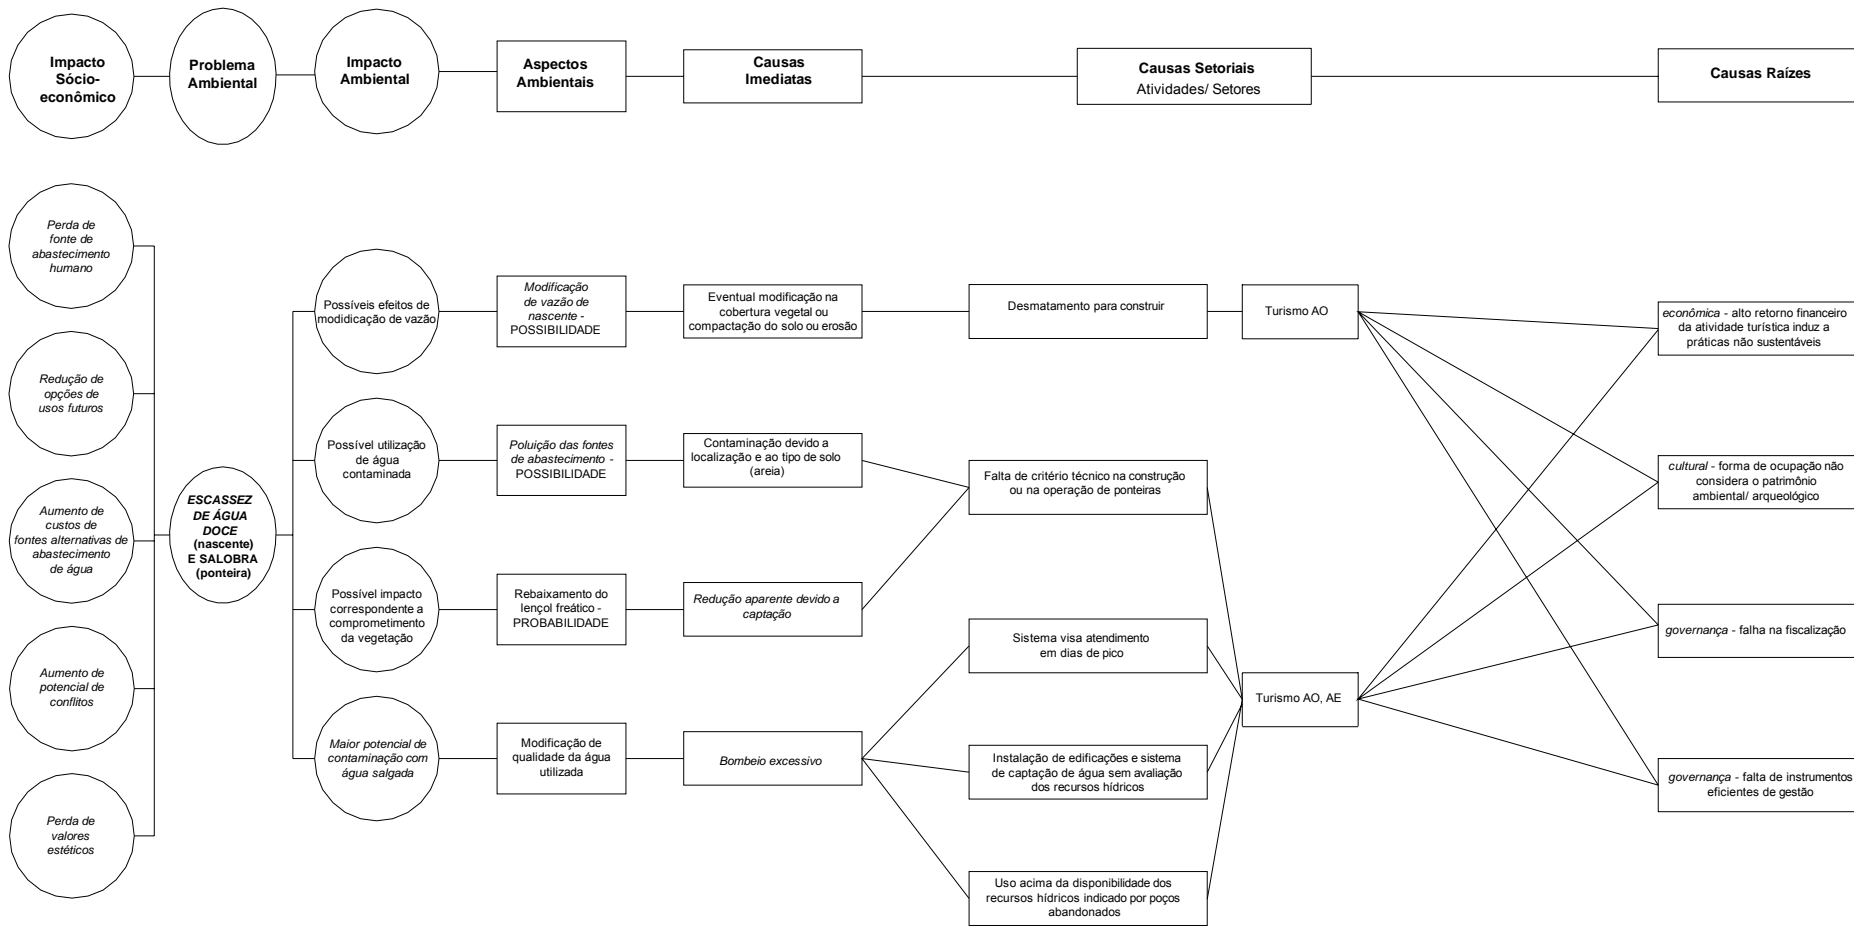 Impacto
Sócio-
econômico
Problema
Ambiental
Impacto
Ambiental
Aspectos
Ambientais
Causas
Imediatas
Causas Setoriais
Atividades/ Setores
Causas Raízes
Perda de
fonte de
abastecimento
humano
Redução de
opções de
usos futuros
Aumento de
custos de
fontes alternativas de
abastecimento
de água
Aumento de
potencial de
conflitos
Perda de
valores
estéticos
ESCASSEZ
DE ÁGUA
DOCE
(nascente)
E SALOBRA
(ponteira)
Possíveis efeitos de
modidicação de vazão
Possível utilização
de água
contaminada
Possível impacto
correspondente a
comprometimento
da vegetação
Maior potencial de
contaminação com
água salgada
Modificação
de vazão de
nascente -
POSSIBILIDADE
Poluição das fontes
de abastecimento -
POSSIBILIDADE
Rebaixamento do
lençol freático -
PROBABILIDADE
Modificação de
qualidade da água
utilizada
Eventual modificação na
cobertura vegetal ou
compactação do solo ou erosão
Contaminação devido a
localização e ao tipo de solo
(areia)
Redução aparente devido a
captação
Bombeio excessivo
Desmatamento para construir
Falta de critério técnico na construção
ou na operação de ponteiras
Sistema visa atendimento
em dias de pico
Instalação de edificações e sistema
de captação de água sem avaliação
dos recursos hídricos
Uso acima da disponibilidade dos
recursos hídricos indicado por poços
abandonados
Turismo AO
Turismo AO, AE
econômica - alto retorno financeiro
da atividade turística induz a
práticas não sustentáveis
cultural - forma de ocupação não
considera o patrimônio
ambiental/ arqueológico
governança - falha na fiscalização
governança - falta de instrumentos
eficientes de gestão